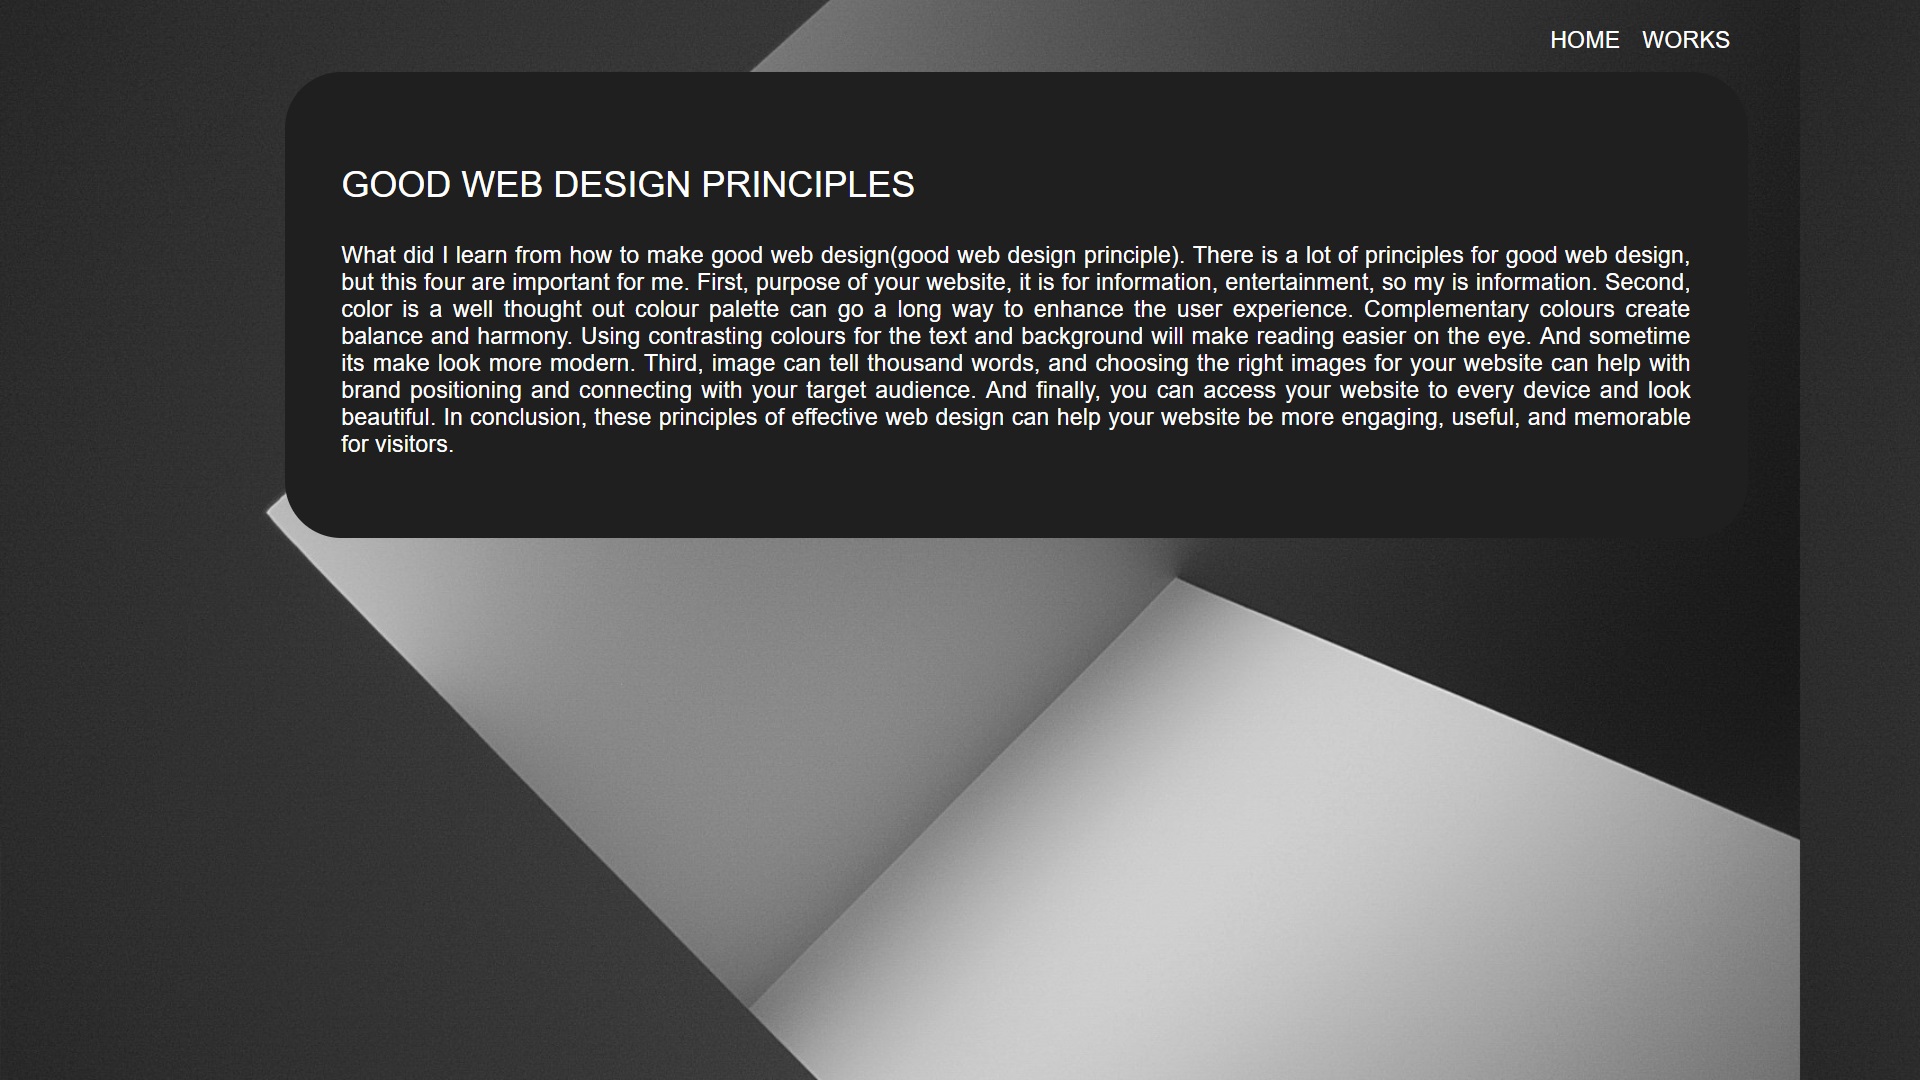 HOME WORKS
GOOD WEB DESIGN PRINCIPLES
What did I learn from how to make good web design(good web design principle). There is a lot of principles for good web design,
but this four are important for me. First, purpose of your website, it is for information, entertainment, so my is information. Second,
color is a well thought out colour palette can go a long way to enhance the user experience. Complementary colours create
balance and harmony. Using contrasting colours for the text and background will make reading easier on the eye. And sometime
its make look more modern. Third, image can tell thousand words, and choosing the right images for your website can help with
brand positioning and connecting with your target audience. And finally, you can access your website to every device and look
beautiful. In conclusion, these principles of effective web design can help your website be more engaging, useful, and memorable
for visitors.